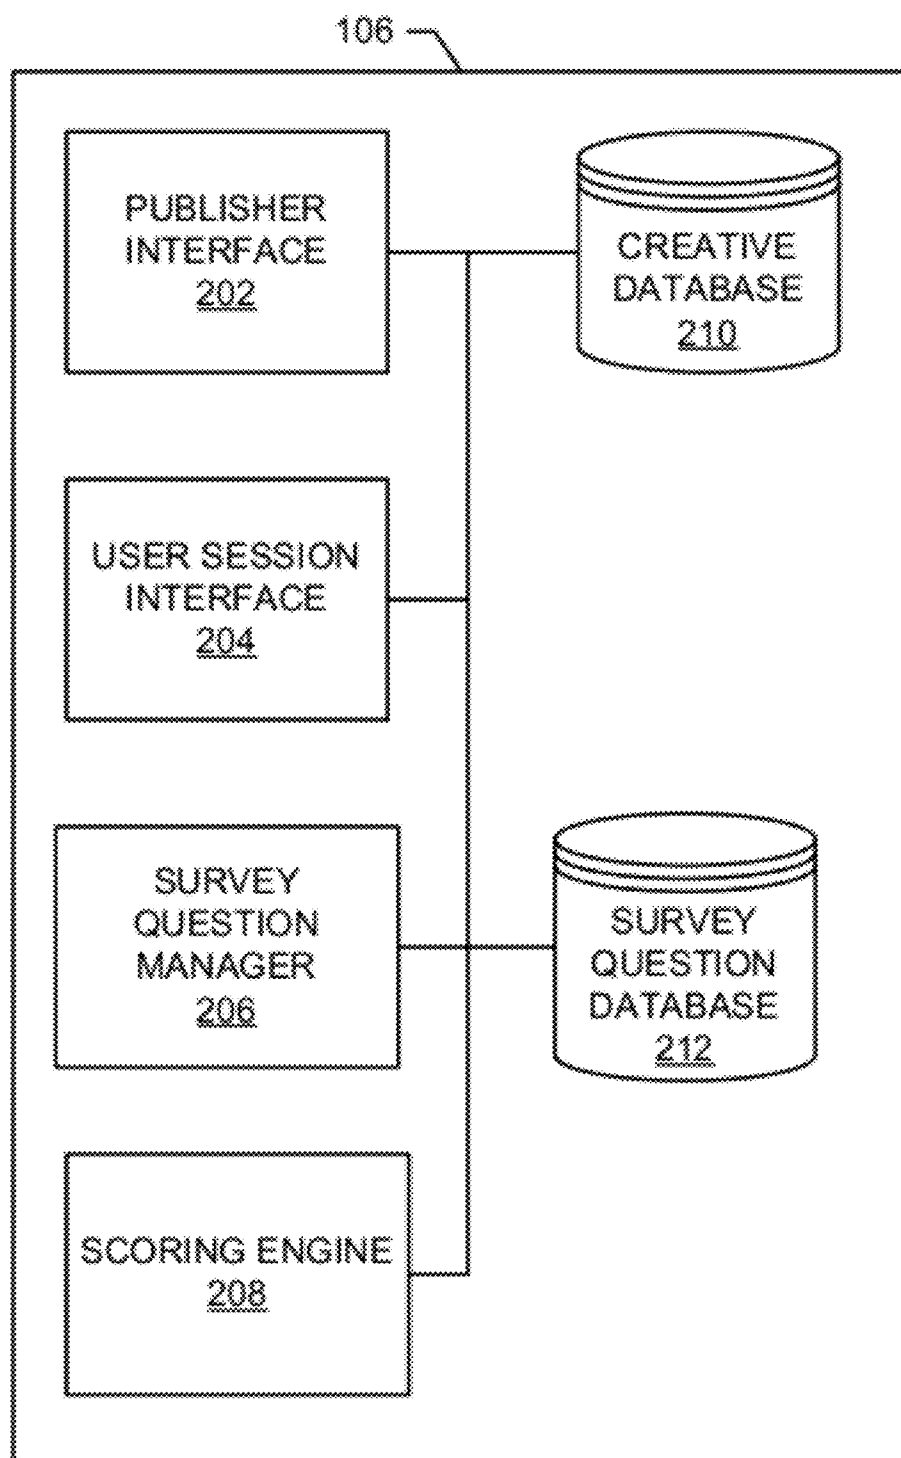 106
PUBLISHER
INTERFACE
202
CREATIVE
DATABASE
210
USER SESSION
INTERFACE
204
SURVEY
QUESTION
MANAGER
206
SURVEY
QUESTION
DATABASE
212
SCORING ENGINE
208